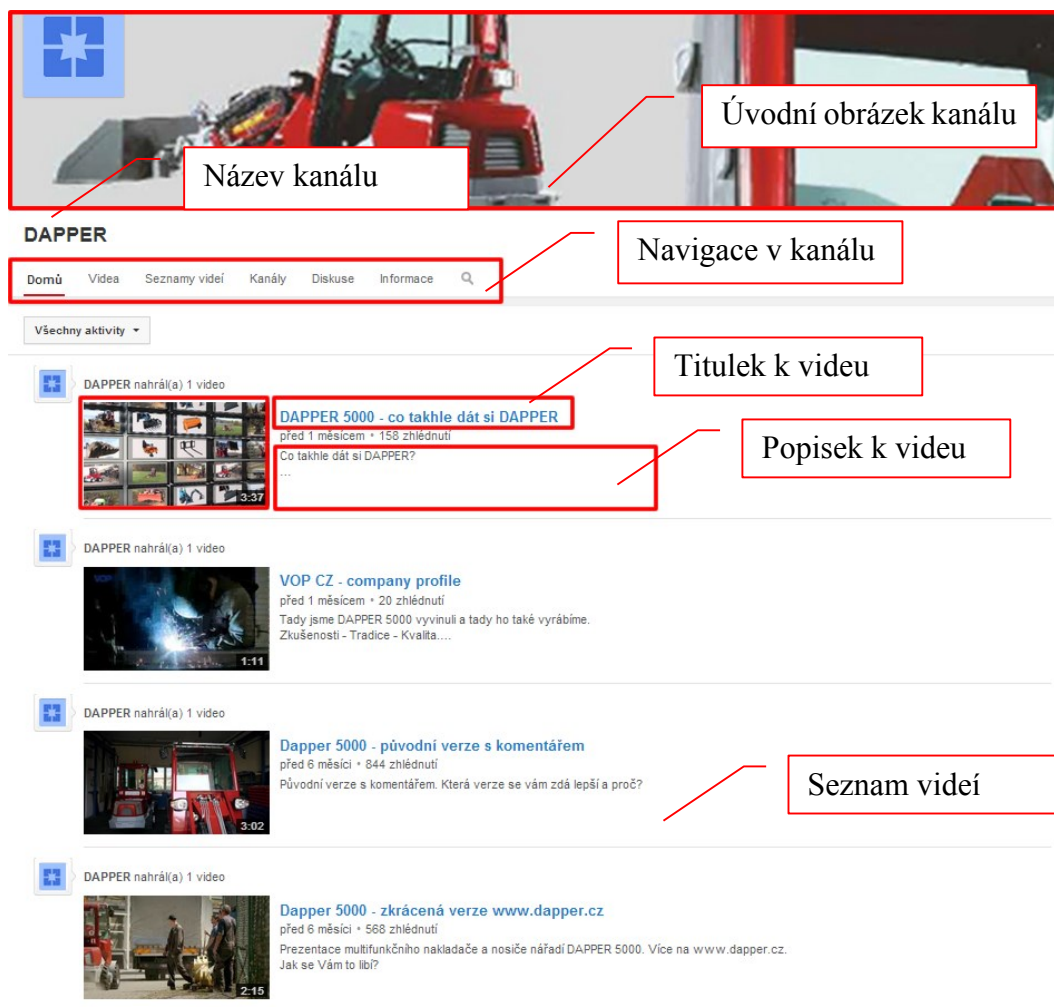 Úvodní obrázek kanálu
Název kanálu
DAPPER
Navigace v kanálu
Domů Videa Seznamy videí Kanály Diskuse Informace
Všechny aktivity
Titulek k videu
DAPPER nahrál(a) 1 video
DAPPER 5000 - co takhle dát si DAPPER
před 1 měsícem • 158 zhlédnutí
Popisek k videu
Co takhle dát si DAPPER?
...
3:37
DAPPER nahrál(a) 1 video
VOP CZ - company profile
před 1 měsícem • 20 zhlédnutí
Tady jsme DAPPER 5000 vyvinuli a tady ho také vyrábíme.
Zkušenosti - Tradice - Kvalita....
VOP
1:11
DAPPER nahrál(a) 1 video
Dapper 5000 - původní verze s komentářem
před 6 měsíci • 844 zhlédnutí
Původní verze s komentářem. Která verze se vám zdá lepší a proč?
Seznam videí
3:02
DAPPER nahrál(a) 1 video
Dapper 5000 - zkrácená verze www.dapper.cz
před 6 měsíci • 568 zhlédnutí
Prezentace multifunkčního nakladače a nosiče nářadí DAPPER 5000. Více na www.dapper.cz.
Jak se Vám to libí?
2:15